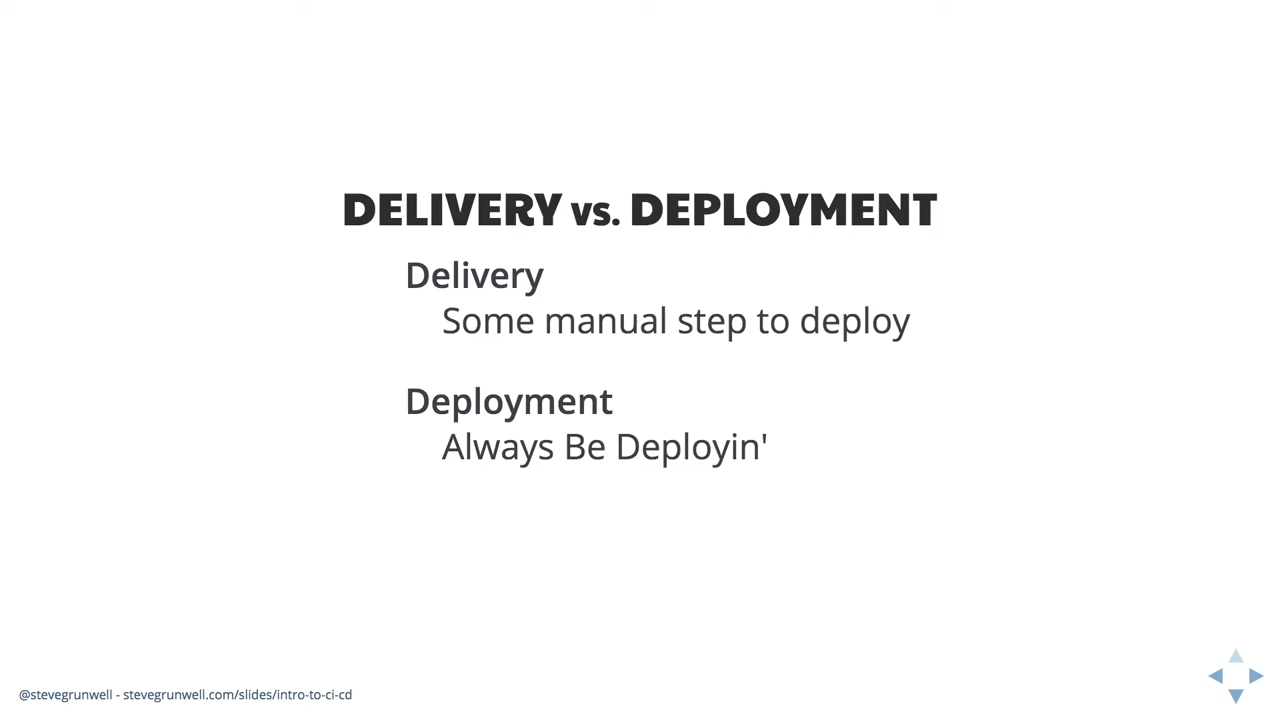 DELIVERY vs. DEPLOYMENT
Delivery
Some manual step to deploy
Deployment
Always Be Deployin'
@stevegrunwell - stevegrunwell.com/slides/intro-to-ci-cd